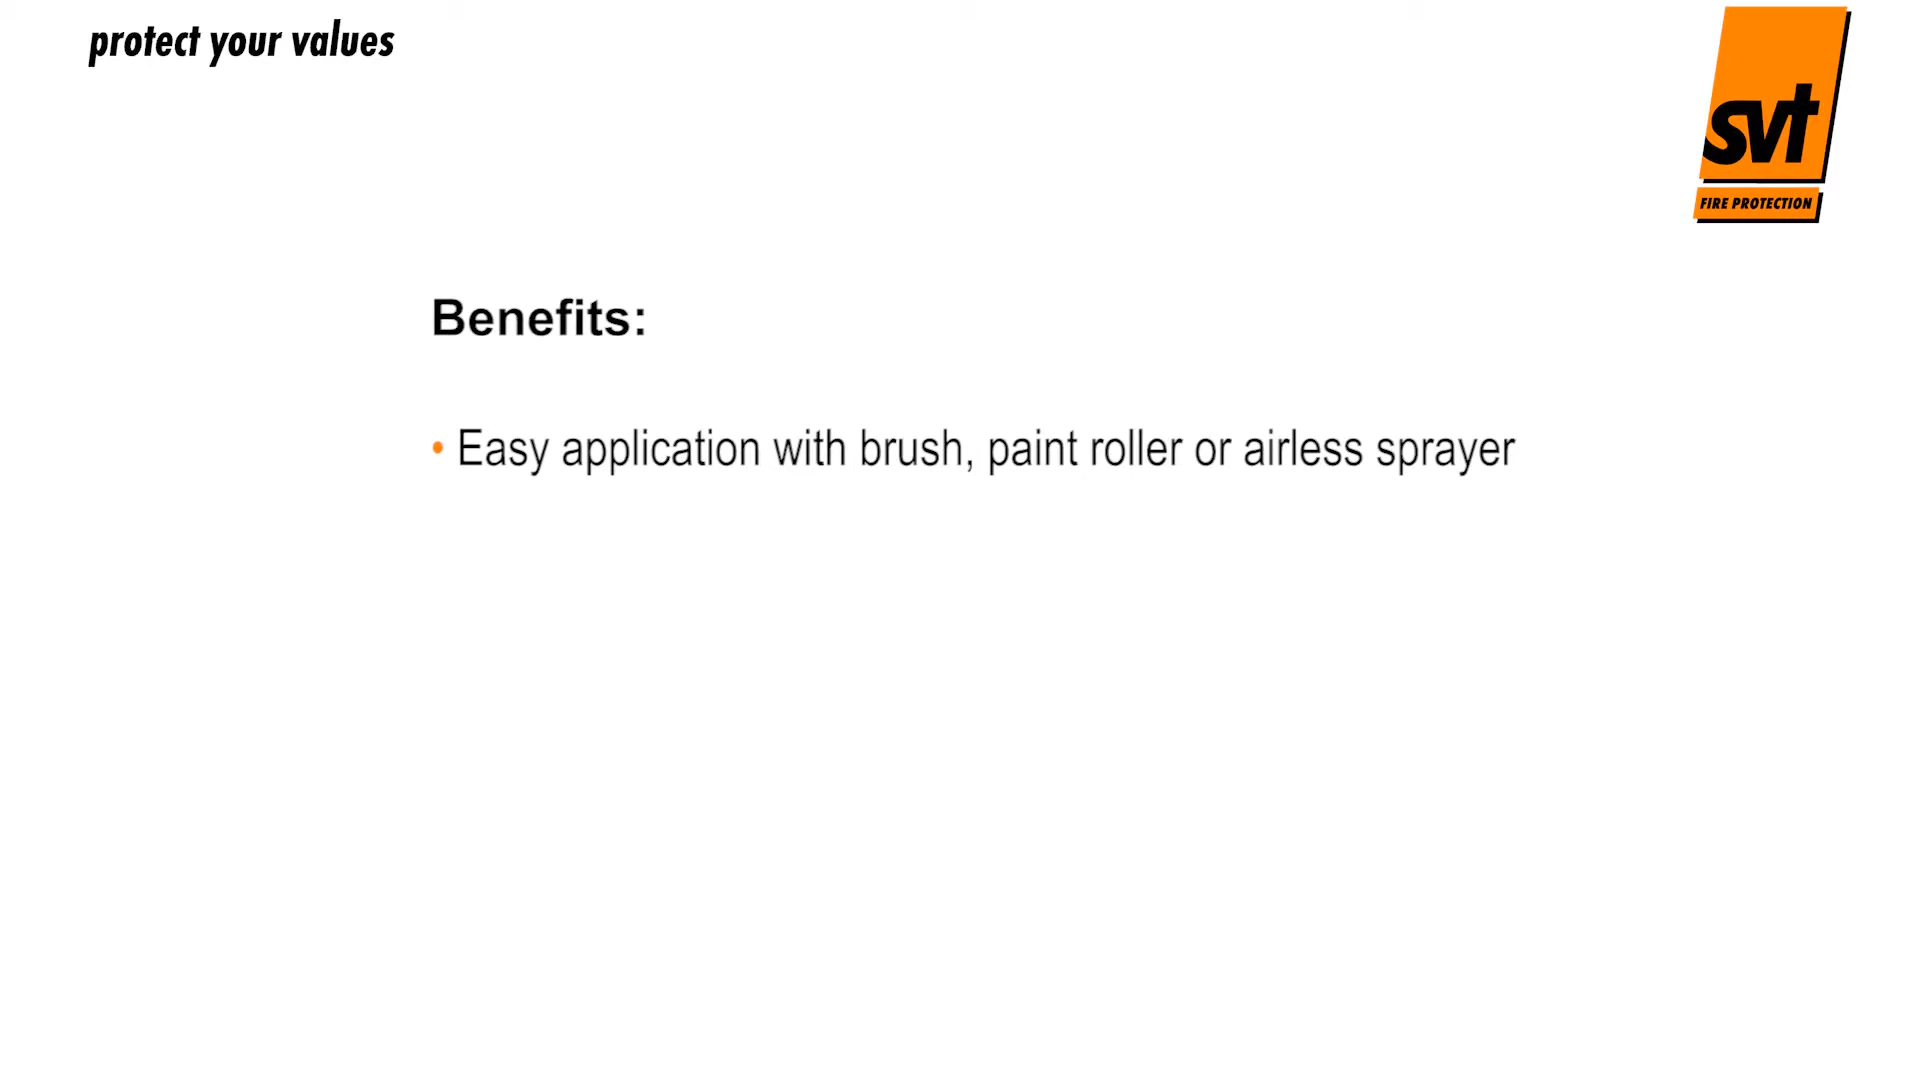 protect your values
svt
FIRE PROTECTION
Benefits:
• Easy application with brush, paint roller or airless sprayer